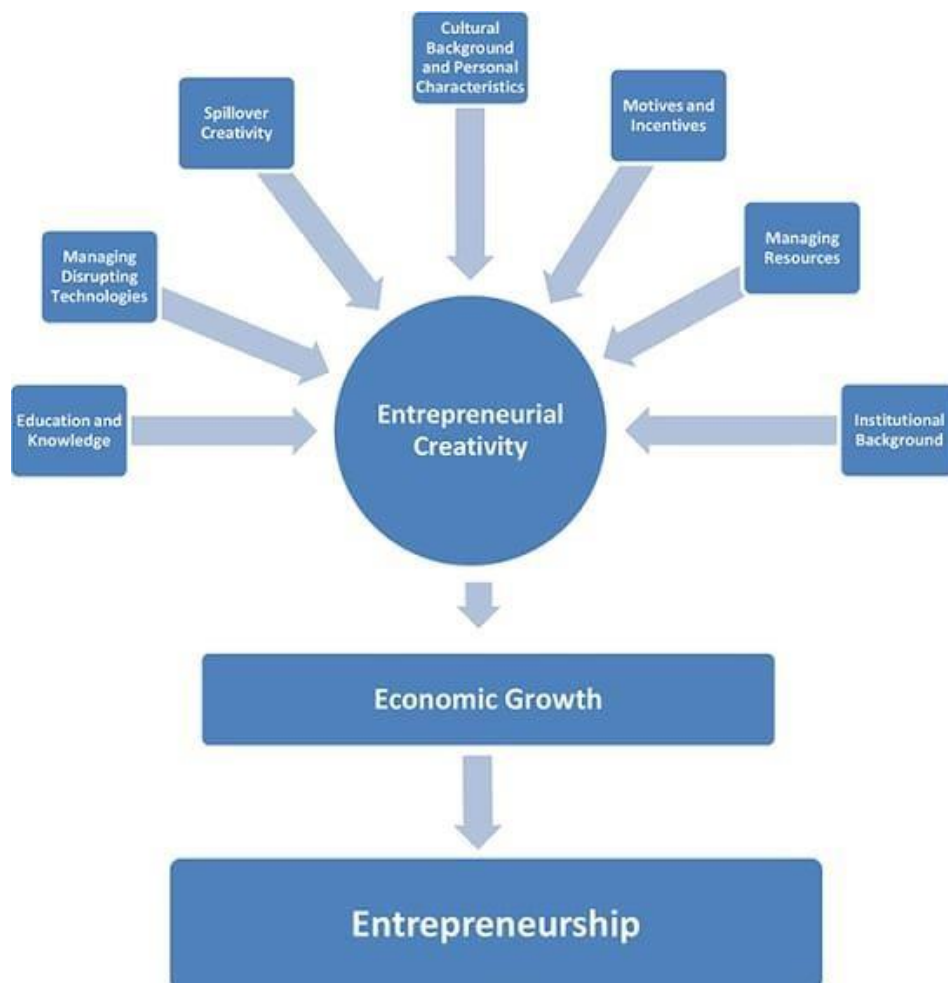 Cultural
Background
and Personal
Characteristics
Spillover
Creativity
Motives and
Incentives
Managing
Disrupting
Technologies
Managing
Resources
Education and
Knowledge
Entrepreneurial
Creativity
Institutional
Background
Economic Growth
Entrepreneurship